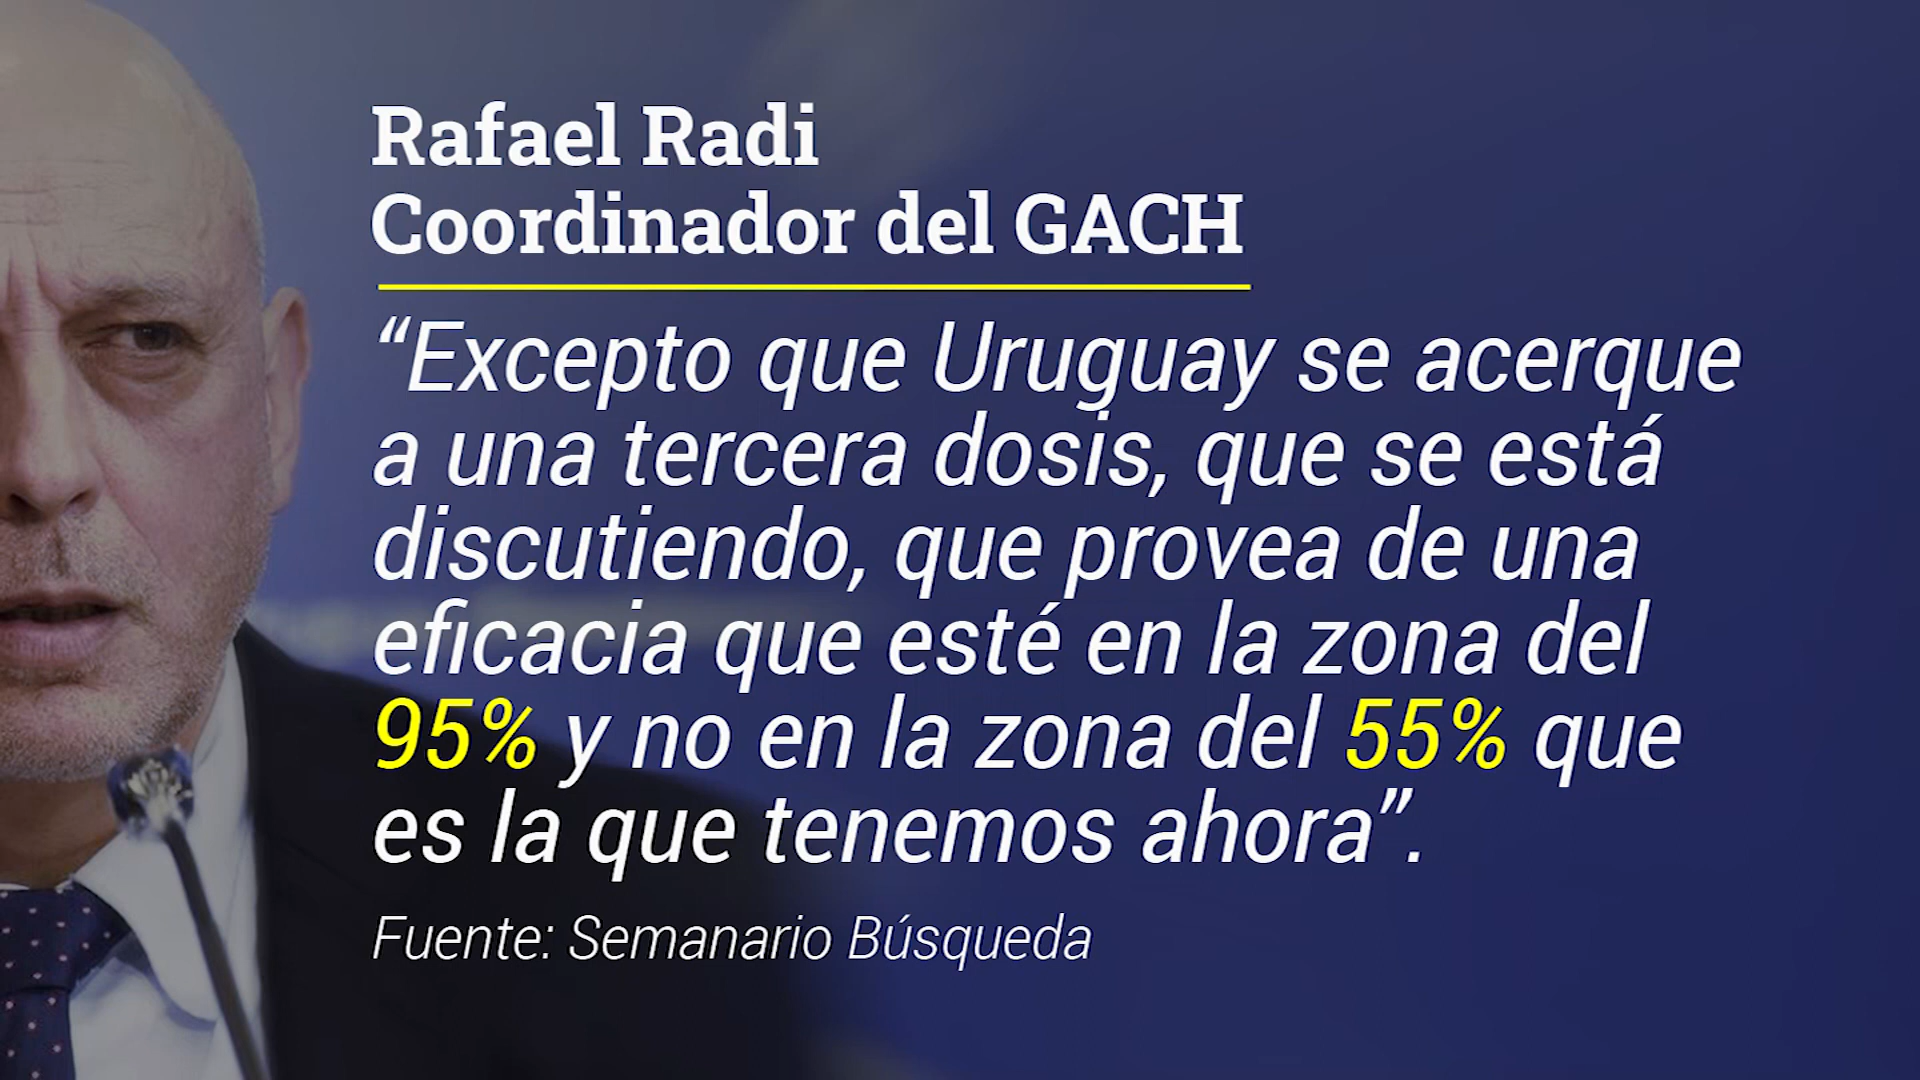 Rafael Radi
Coordinador del GACH
“Excepto que Uruguay se acerque
a una tercera dosis, que se está
discutiendo, que provea de una
eficacia que esté en la zona del
95% y no en la zona del 55% que
es la que tenemos ahora”.
Fuente: Semanario Búsqueda